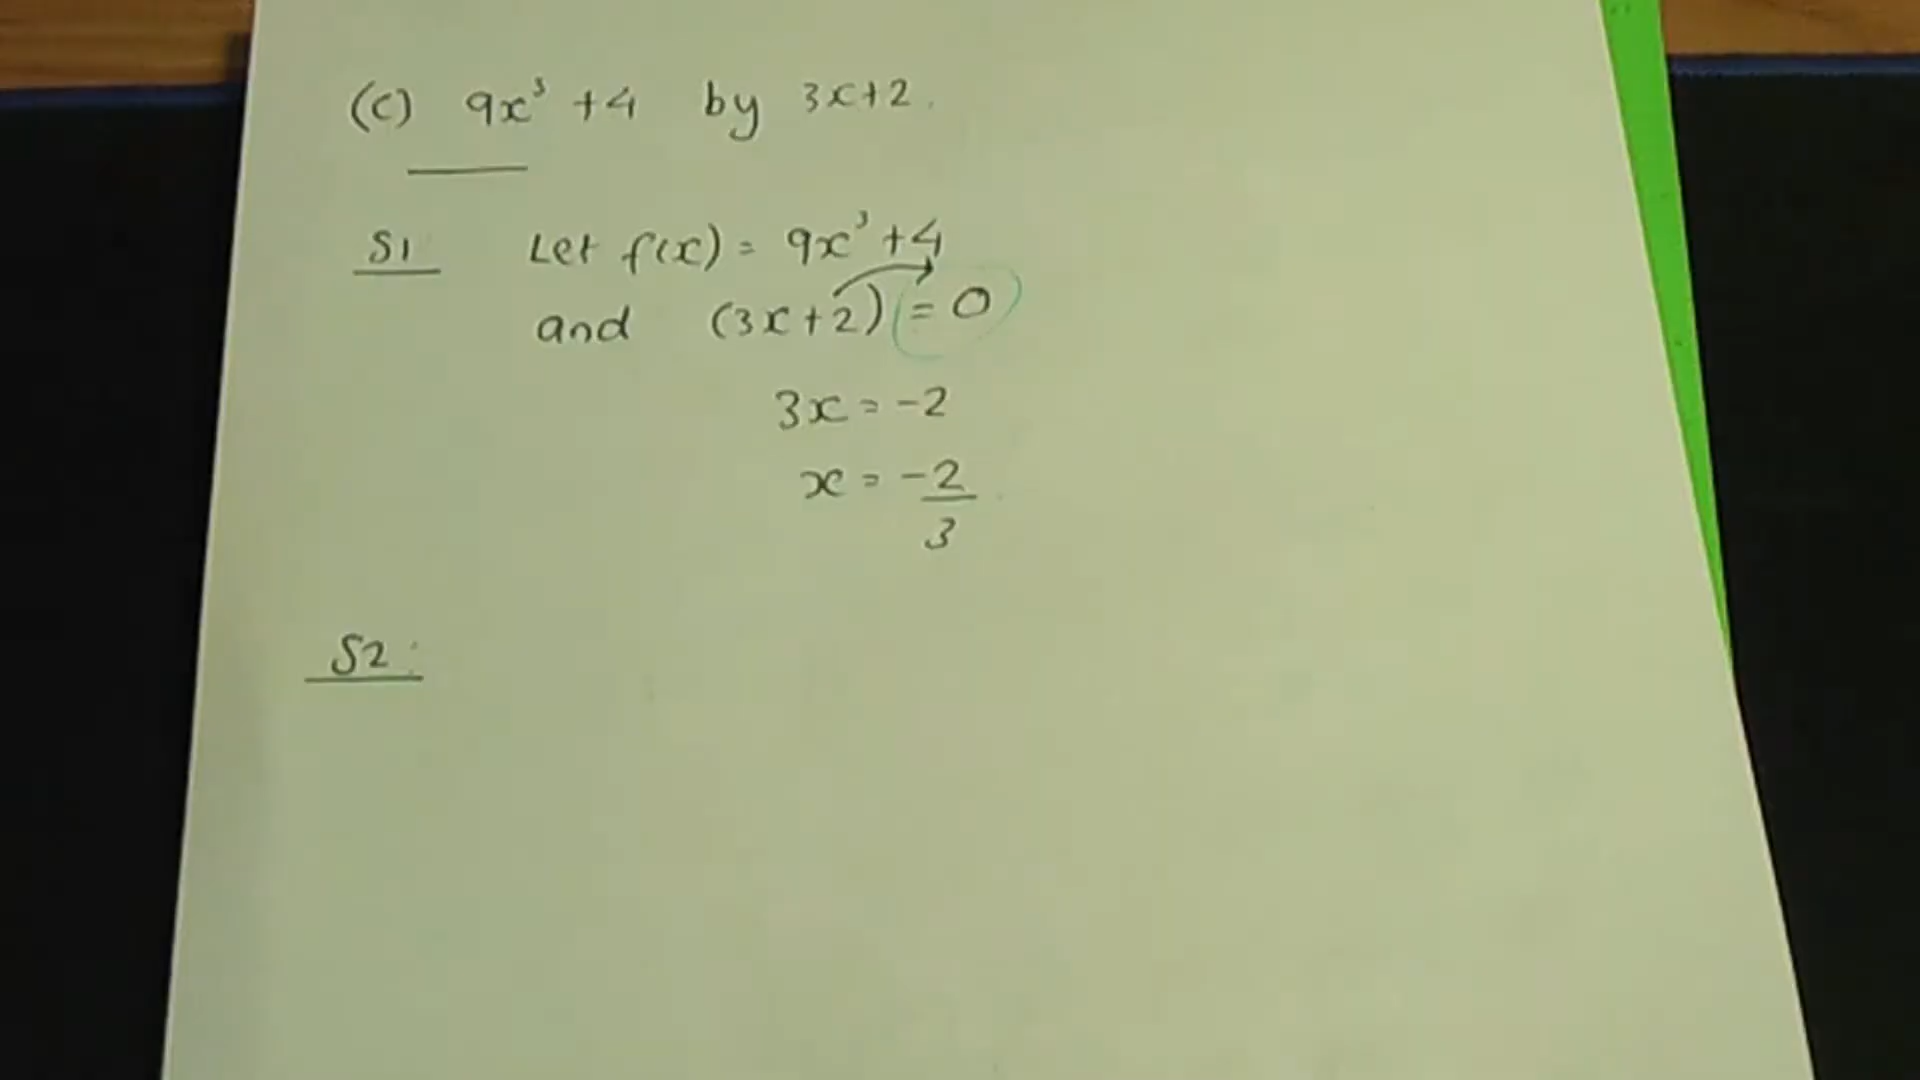 (c) 9x³ + 4 by 3x+2.
S1 Let f(x) = 9x³ + 4
and (3x+2) = 0
3x = -2
x = -2/3
S2: